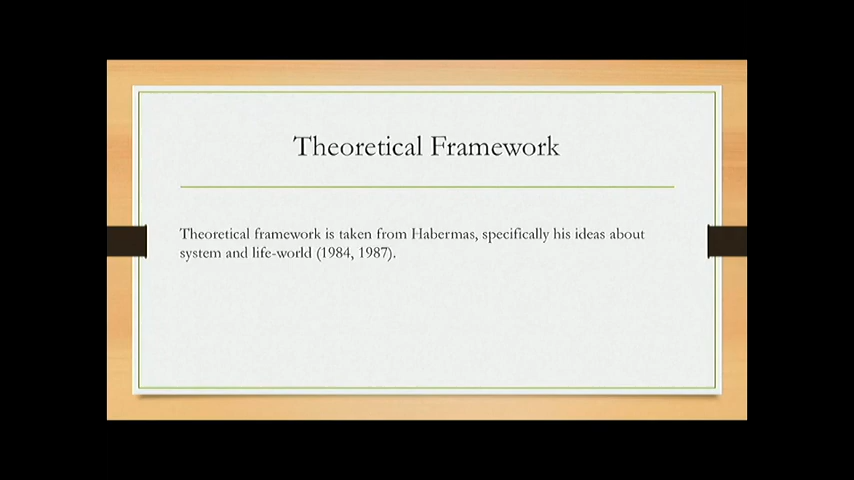 Theoretical Framework
Theoretical framework is taken from Habermas, specifically his ideas about
system and life-world (1984, 1987).